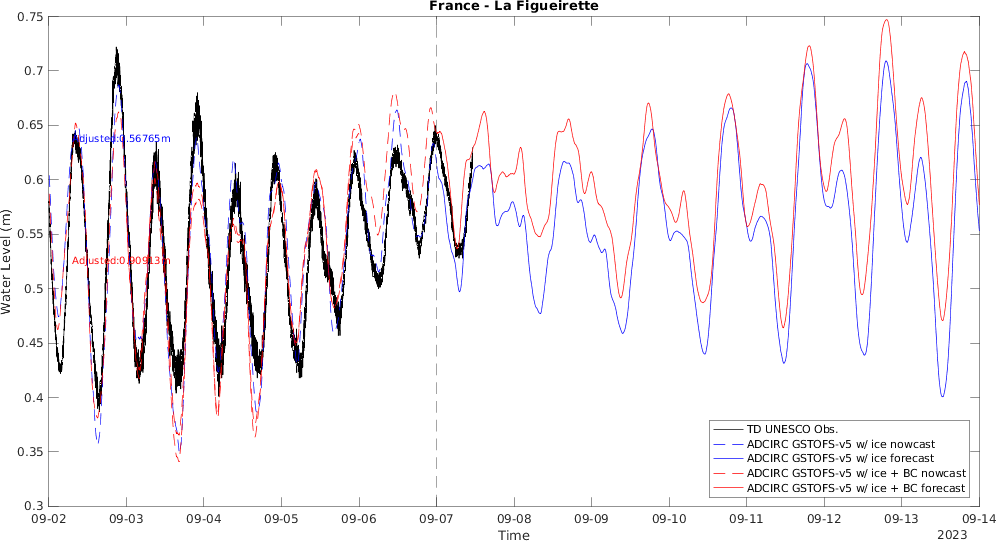 France - La Figueirette
0.75
0.7
0.65
0.6
0.55
0.5
0.45
0.4
0.35
0.3
Water Level (m)
Adjusted:0.56765m
Adjusted:0.90913m
TD UNESCO Obs.
ADCIRC GSTOFS-v5 w/ ice nowcast
ADCIRC GSTOFS-v5 w/ ice forecast
ADCIRC GSTOFS-v5 w/ ice + BC nowcast
ADCIRC GSTOFS-v5 w/ ice + BC forecast
09-02 09-03 09-04 09-05 09-06 09-07 09-08 09-09 09-10 09-11 09-12 09-13 09-14
Time
2023